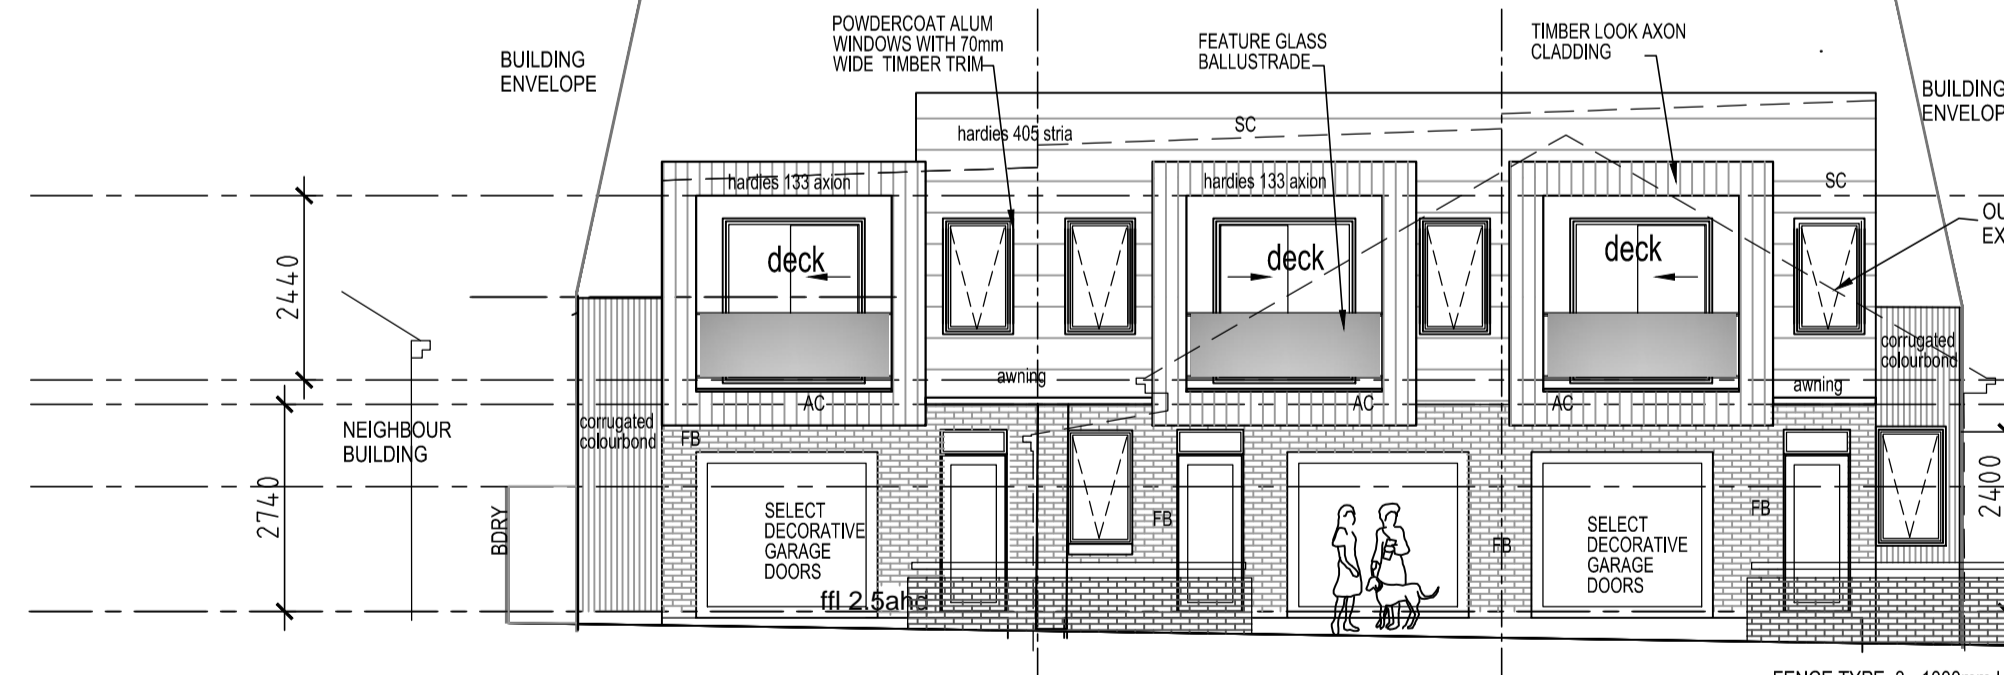 POWDERCOAT ALUM
WINDOWS WITH 70mm
WIDE TIMBER TRIM
FEATURE GLASS
BALLUSTRADE
TIMBER LOOK AXON
CLADDING
BUILDING
ENVELOPE
BUILDING
ENVELOP
hardies 405 stria
SC
hardies 133 axion
hardies 133 axion
SC
OU
EX
deck
deck
deck
2440
corrugated
colourbond
awning
awning
AC
AC
AC
NEIGHBOUR
BUILDING
corrugated
colourbond
FB
2740
2400
BDRY
SELECT
DECORATIVE
GARAGE
DOORS
FB
FB
FB
SELECT
DECORATIVE
GARAGE
DOORS
ffl 2.5ahd